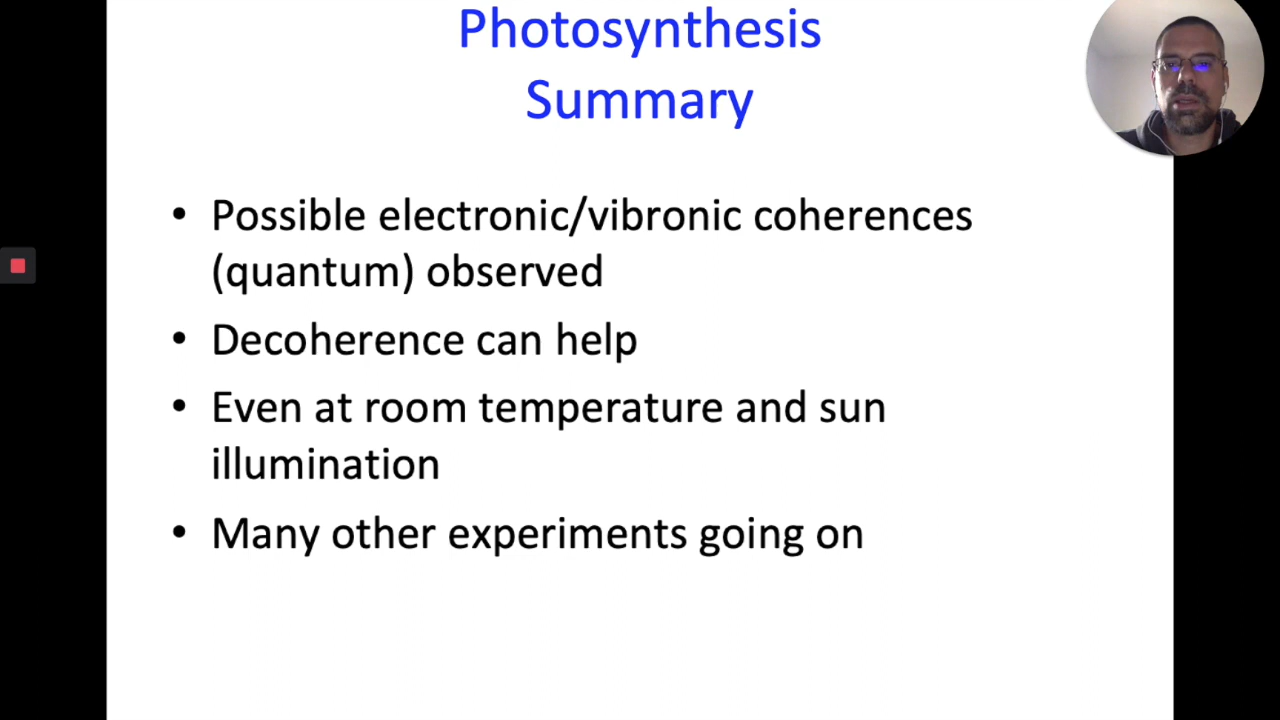 Photosynthesis
Summary
• Possible electronic/vibronic coherences
(quantum) observed
• Decoherence can help
• Even at room temperature and sun
illumination
• Many other experiments going on